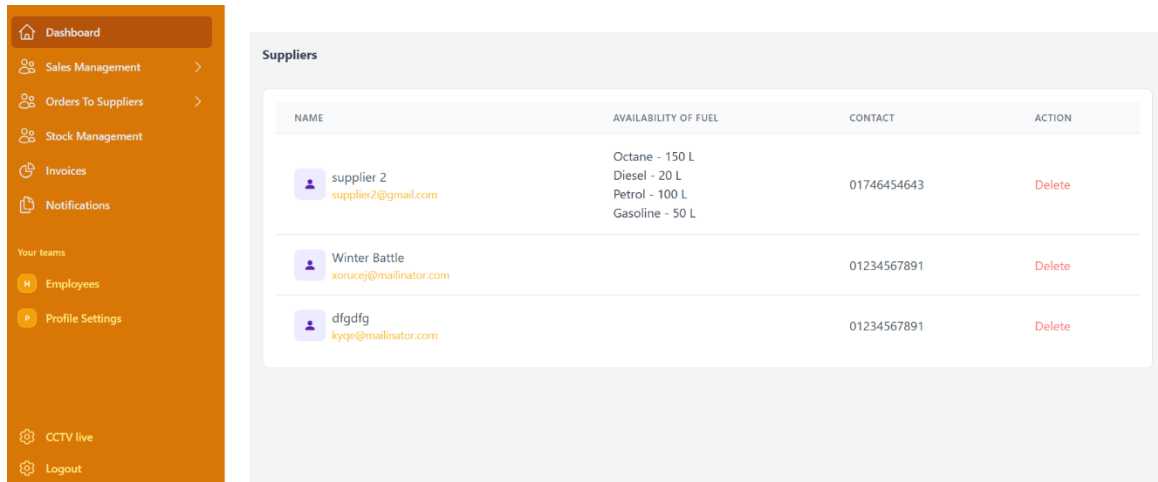 Dashboard
Sales Management
Orders To Suppliers
Stock Management
Invoices
Notifications
Your teams
H Employees
P Profile Settings
CCTV live
Logout
Suppliers
NAME AVAILABILITY OF FUEL CONTACT ACTION
supplier 2
supplier2@gmail.com
Octane - 150 L
Diesel - 20 L
Petrol - 100 L
Gasoline - 50 L
01746454643
Delete
Winter Battle
xorucej@mailinator.com
01234567891
Delete
dfgdfg
kyqe@mailinator.com
01234567891
Delete